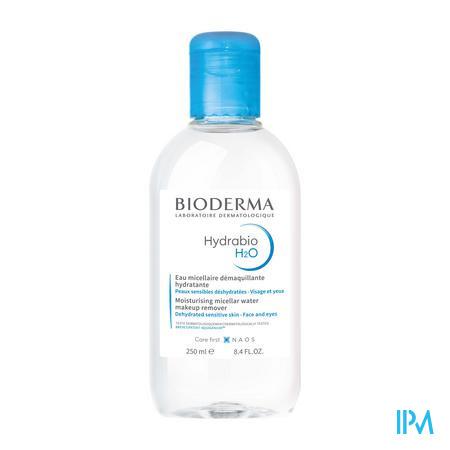 BIODERMA
LABORATOIRE DERMATOLOGIQUE
Hydrabio
H2O
Eau micellaire démaquillante
hydratante
Peaux sensibles déshydratées - Visage et yeux
Moisturising micellar water
makeup remover
Dehydrated sensitive skin - Face and eyes
Care first NAOS
250 ml e 8.4 FL.OZ.
IPM